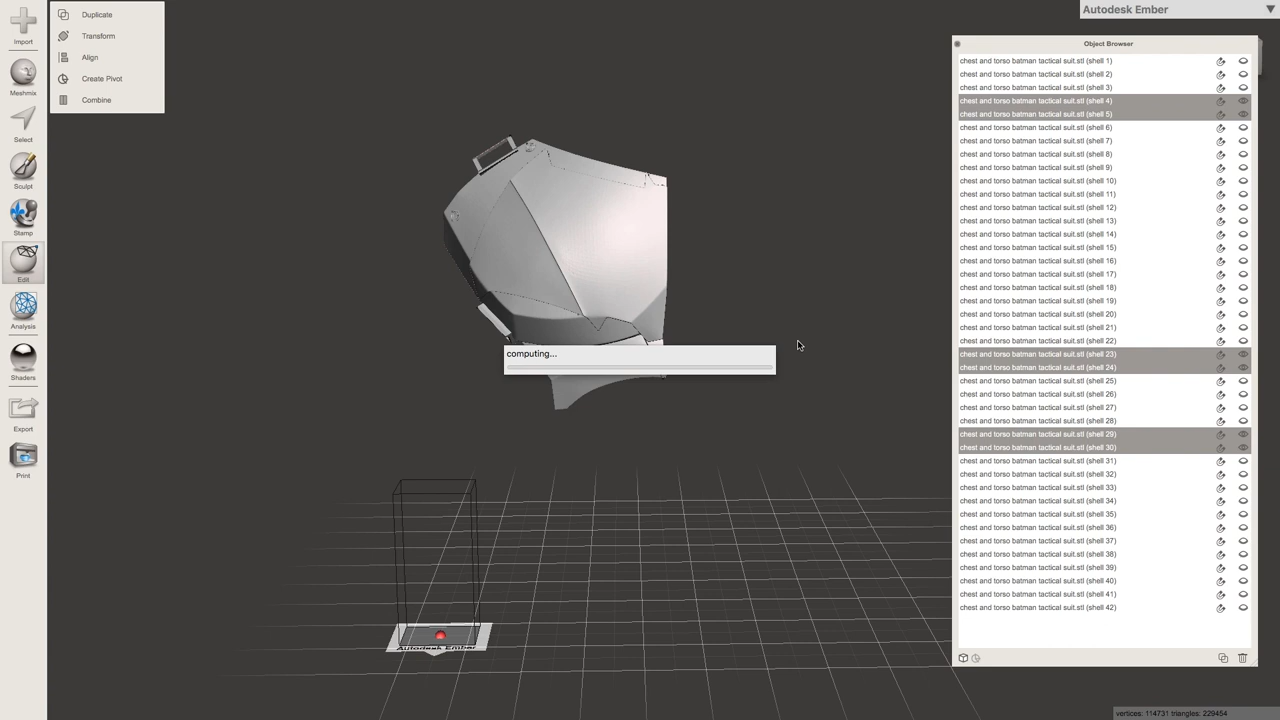 Import
Meshmix
Select
Sculpt
Stamp
Edit
Analysis
Shaders
Export
Print
Duplicate
Transform
Align
Create Pivot
Combine
computing...
Autodesk Ember
Autodesk Ember
Object Browser
chest and torso batman tactical suit.stl (shell 1)
chest and torso batman tactical suit.stl (shell 2)
chest and torso batman tactical suit.stl (shell 3)
chest and torso batman tactical suit.stl (shell 4)
chest and torso batman tactical suit.stl (shell 5)
chest and torso batman tactical suit.stl (shell 6)
chest and torso batman tactical suit.stl (shell 7)
chest and torso batman tactical suit.stl (shell 8)
chest and torso batman tactical suit.stl (shell 9)
chest and torso batman tactical suit.stl (shell 10)
chest and torso batman tactical suit.stl (shell 11)
chest and torso batman tactical suit.stl (shell 12)
chest and torso batman tactical suit.stl (shell 13)
chest and torso batman tactical suit.stl (shell 14)
chest and torso batman tactical suit.stl (shell 15)
chest and torso batman tactical suit.stl (shell 16)
chest and torso batman tactical suit.stl (shell 17)
chest and torso batman tactical suit.stl (shell 18)
chest and torso batman tactical suit.stl (shell 19)
chest and torso batman tactical suit.stl (shell 20)
chest and torso batman tactical suit.stl (shell 21)
chest and torso batman tactical suit.stl (shell 22)
chest and torso batman tactical suit.stl (shell 23)
chest and torso batman tactical suit.stl (shell 24)
chest and torso batman tactical suit.stl (shell 25)
chest and torso batman tactical suit.stl (shell 26)
chest and torso batman tactical suit.stl (shell 27)
chest and torso batman tactical suit.stl (shell 28)
chest and torso batman tactical suit.stl (shell 29)
chest and torso batman tactical suit.stl (shell 30)
chest and torso batman tactical suit.stl (shell 31)
chest and torso batman tactical suit.stl (shell 32)
chest and torso batman tactical suit.stl (shell 33)
chest and torso batman tactical suit.stl (shell 34)
chest and torso batman tactical suit.stl (shell 35)
chest and torso batman tactical suit.stl (shell 36)
chest and torso batman tactical suit.stl (shell 37)
chest and torso batman tactical suit.stl (shell 38)
chest and torso batman tactical suit.stl (shell 39)
chest and torso batman tactical suit.stl (shell 40)
chest and torso batman tactical suit.stl (shell 41)
chest and torso batman tactical suit.stl (shell 42)
vertices: 114731 triangles: 229454